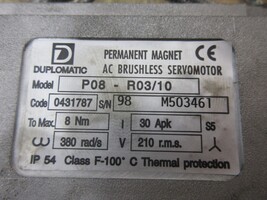 PERMANENT MAGNET
AC BRUSHLESS SERVOMOTOR
D
DUPLOMATIC
CE
Model P08 - R03/10
Code 0431787 S/N 98 M503461
To Max. 8 Nm I 30 Apk S5
ω 380 rad/s V 210 r.m.s.
IP 54 Class F-100° C Thermal protection